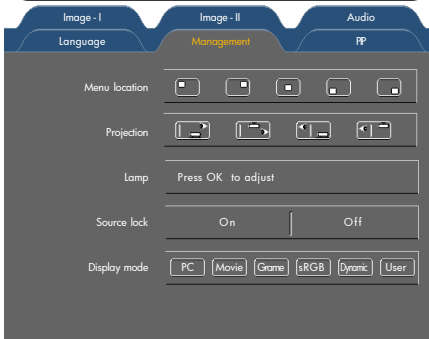 Image - I Image - II Audio
Language Management PIP
Menu location
Projection
Lamp Press OK to adjust
Source lock On Off
Display mode PC Movie Grame sRGB Dynamic User